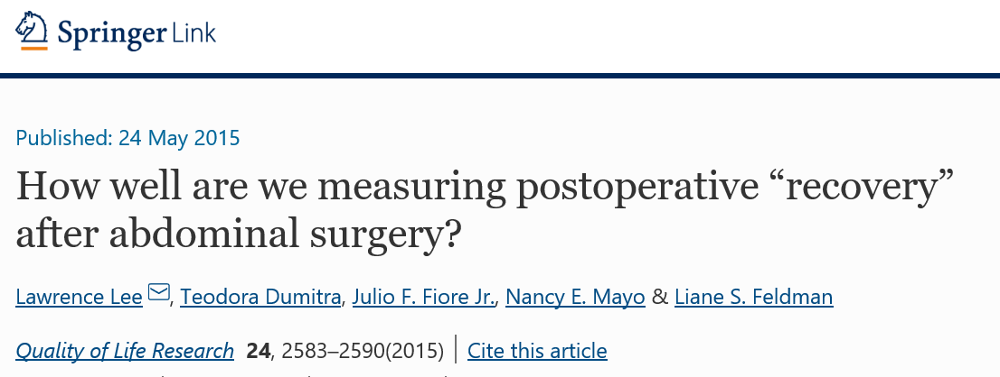 Springer Link
Published: 24 May 2015
How well are we measuring postoperative “recovery”
after abdominal surgery?
Lawrence Lee, Teodora Dumitra, Julio F. Fiore Jr., Nancy E. Mayo & Liane S. Feldman
Quality of Life Research 24, 2583–2590(2015) | Cite this article